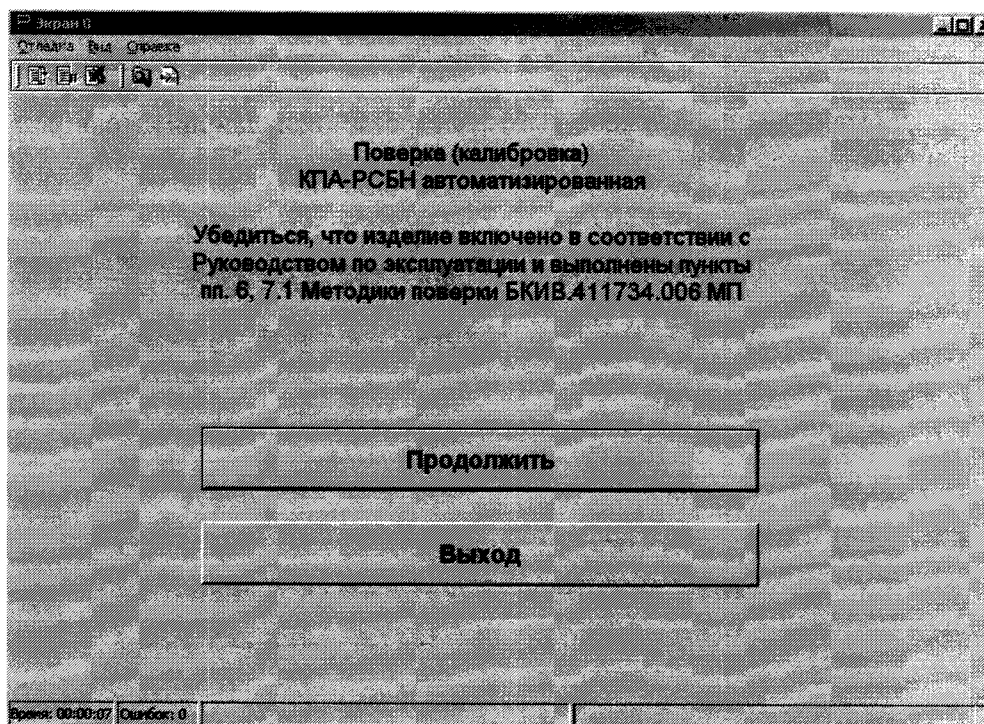 Экран 0
Отладка Вид Справка
Поверка (калибровка)
КПА-РСБН автоматизированная
Убедиться, что изделие включено в соответствии с
Руководством по эксплуатации и выполнены пункты
пп. 6, 7.1 Методики поверки БКИВ.411734.006 МП
Продолжить
Выход
Время: 00:00:07 Ошибок: 0